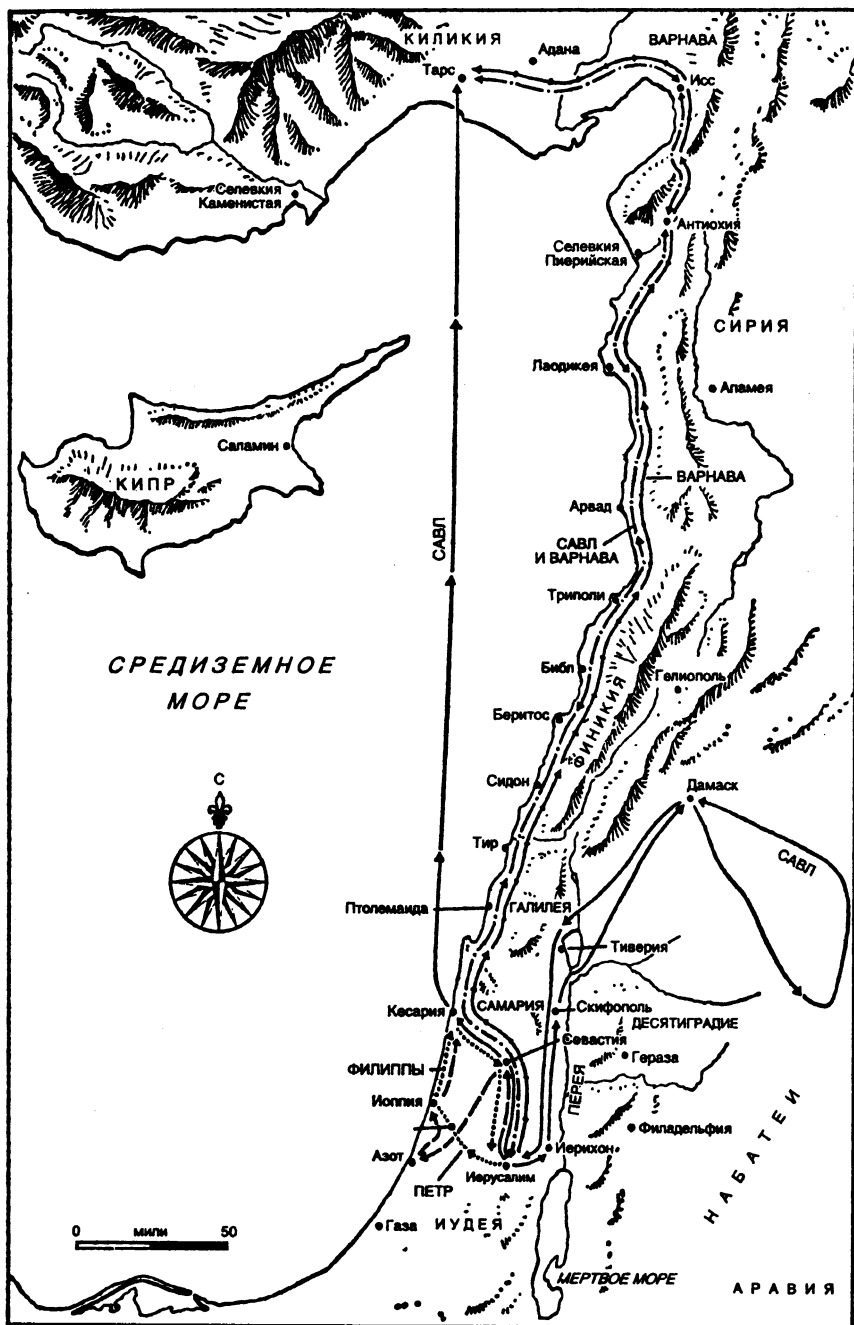 КИЛИКИЯ
Адана
ВАРНАВА
Тарс
Исс
Селевкия
Каменистая
Антиохия
Селевкия
Пиерийская
СИРИЯ
Лаодикея
Апамея
Саламин
КИПР
ВАРНАВА
Арвад
САВЛ
САВЛ
И ВАРНАВА
Триполи
СРЕДИЗЕМНОЕ
МОРЕ
Библ
Гелиополь
Беритос
ФИНИКИЯ
С
Сидон
Дамаск
Тир
САВЛ
Птолемаида
ГАЛИЛЕЯ
Тиверия
Кесария
САМАРИЯ
Скифополь
ДЕСЯТИГРАДИЕ
Севастия
Гераза
ФИЛИППЫ
ПЕРЕЯ
Иоппия
Филадельфия
Азот
Иерихон
Иерусалим
ПЕТР
НАБАТЕИ
Газа
ИУДЕЯ
0 мили 50
МЕРТВОЕ МОРЕ
АРАВИЯ